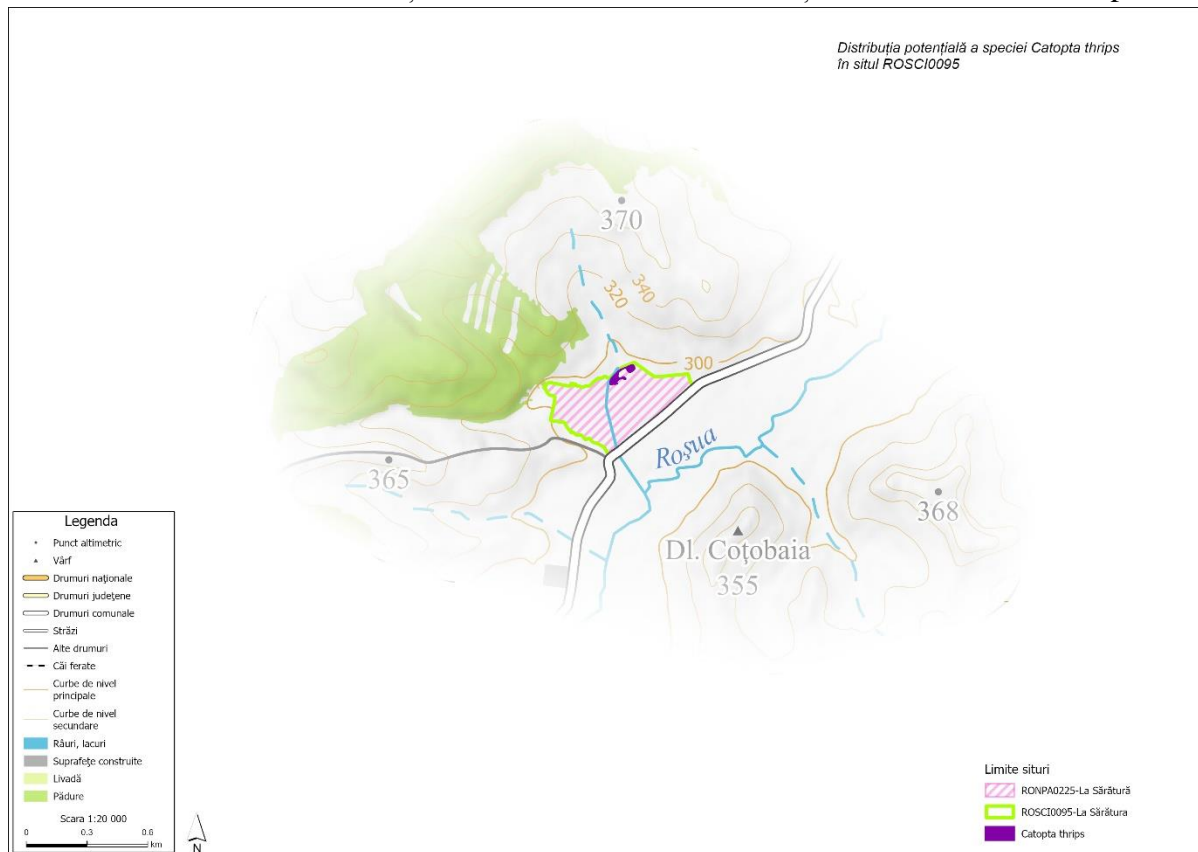 Distribuția potențială a speciei Catopta thrips
în situl ROSCI0095
370
340
320
300
Roșua
365
368
Dl. Coțobaia
355
Legenda
Punct altimetric
Vârf
Drumuri naționale
Drumuri județene
Drumuri comunale
Străzi
Alte drumuri
Căi ferate
Curbe de nivel
principale
Curbe de nivel
secundare
Râuri, lacuri
Suprafețe construite
Livadă
Pădure
Scara 1:20 000
0 0.3 0.6
km
N
Limite situri
RONPA0225-La Sărătură
ROSCI0095-La Sărătura
Catopta thrips